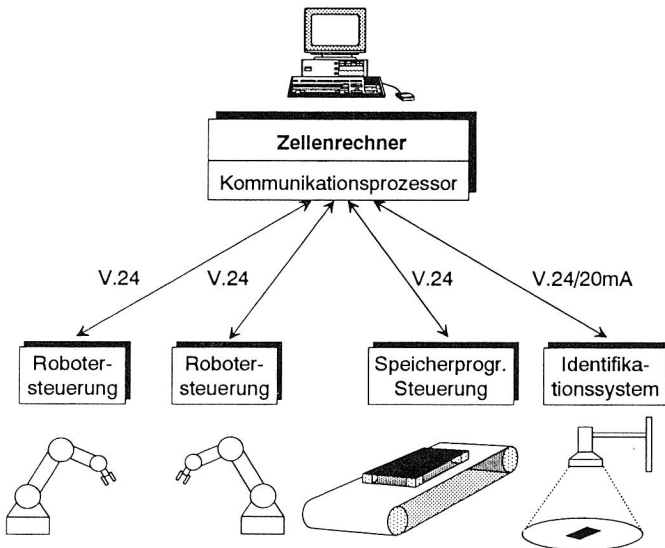 Zellenrechner
Kommunikationsprozessor
V.24
V.24
V.24
V.24/20mA
Roboter-
steuerung
Roboter-
steuerung
Speicherprogr.
Steuerung
Identifika-
tionssystem